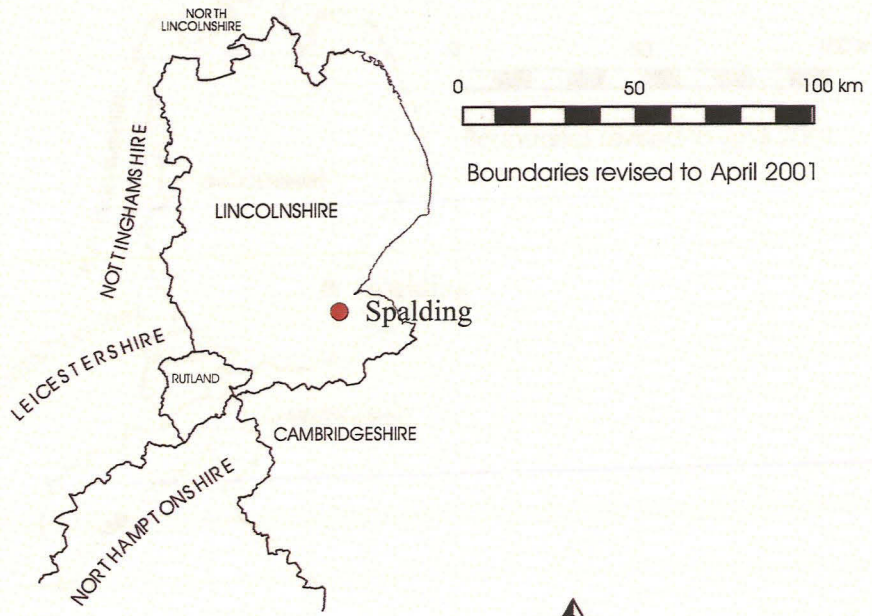 NORTH
LINCOLNSHIRE
0 50 100 km
Boundaries revised to April 2001
NOTTINGHAMSHIRE
LINCOLNSHIRE
Spalding
LEICESTERSHIRE
RUTLAND
CAMBRIDGESHIRE
NORTHAMPTONSHIRE